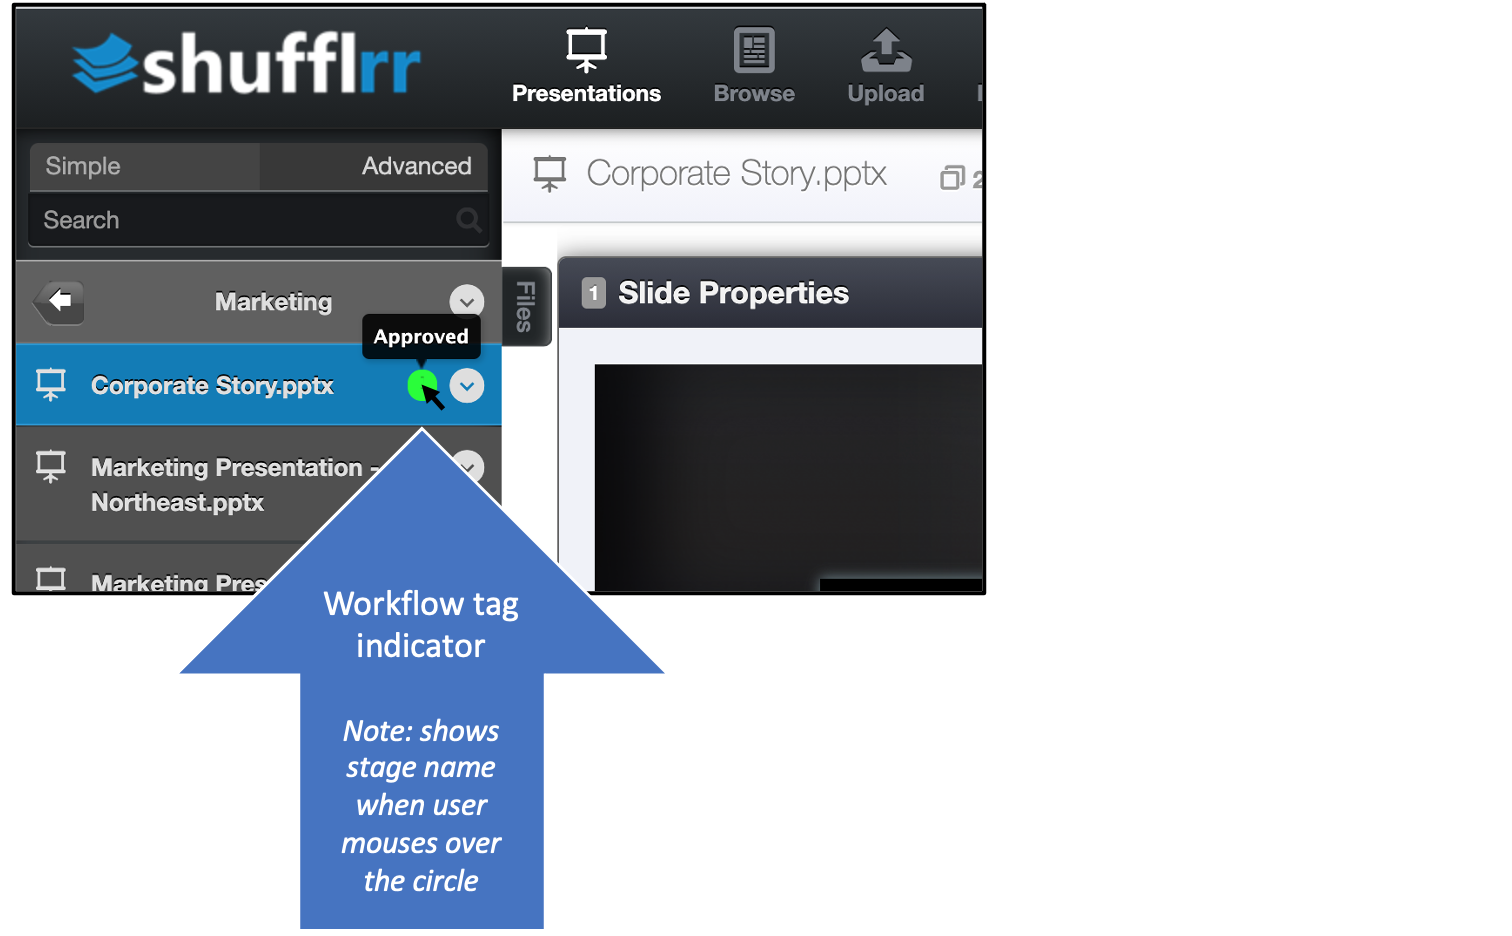 shufflrr
Presentations
Browse
Upload
Simple
Advanced
Corporate Story.pptx
Search
Marketing
Files
1 Slide Properties
Approved
Corporate Story.pptx
Marketing Presentation -
Northeast.pptx
Marketing Pres
Workflow tag
indicator
Note: shows
stage name
when user
mouses over
the circle